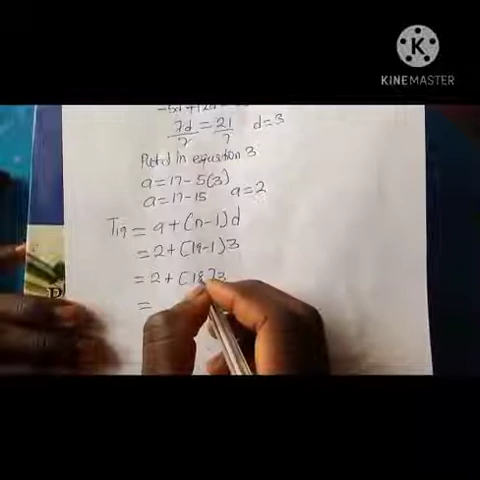 KINEMASTER
7d/7 = 21/7 d=3
Put d in equation 3
a = 17 - 5(3)
a = 17 - 15 a = 2
T19 = a + (n-1)d
= 2 + (19-1)3
= 2 + (18)3
=